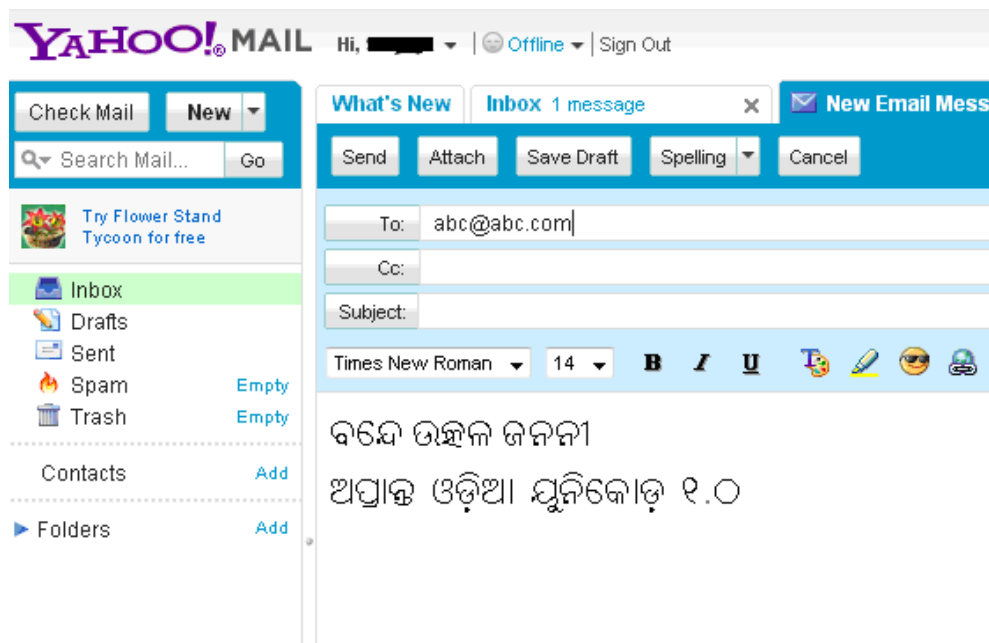 YAHOO!® MAIL Hi, Offline Sign Out
Check Mail New
Search Mail... Go
What's New Inbox 1 message New Email Mess
Send Attach Save Draft Spelling Cancel
Try Flower Stand
Tycoon for free
To: abc@abc.com
Cc:
Subject:
Inbox
Drafts
Sent
Spam Empty
Trash Empty
Contacts Add
Folders Add
Times New Roman 14 B I U
ବନ୍ଦେ ଉତ୍କଳ ଜନନୀ
ଅପ୍ରାନ୍ତ ଓଡ଼ିଆ ଯୁନିକୋଡ଼ ୧.୦